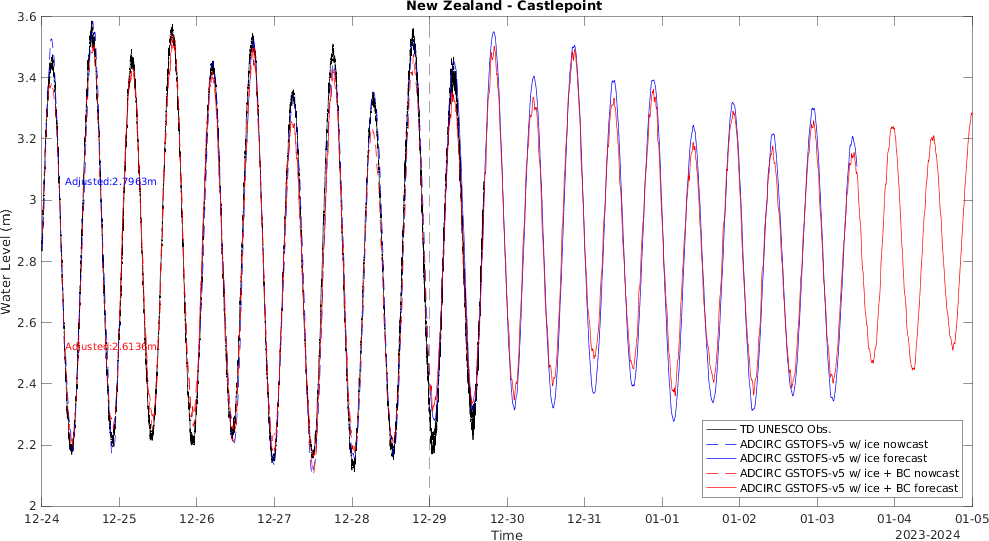 New Zealand - Castlepoint
3.6
3.4
3.2
3
2.8
2.6
2.4
2.2
2
Water Level (m)
Adjusted:2.7963m
Adjusted:2.6136m
TD UNESCO Obs.
ADCIRC GSTOFS-v5 w/ ice nowcast
ADCIRC GSTOFS-v5 w/ ice forecast
ADCIRC GSTOFS-v5 w/ ice + BC nowcast
ADCIRC GSTOFS-v5 w/ ice + BC forecast
12-24 12-25 12-26 12-27 12-28 12-29 12-30 12-31 01-01 01-02 01-03 01-04 01-05
Time
2023-2024